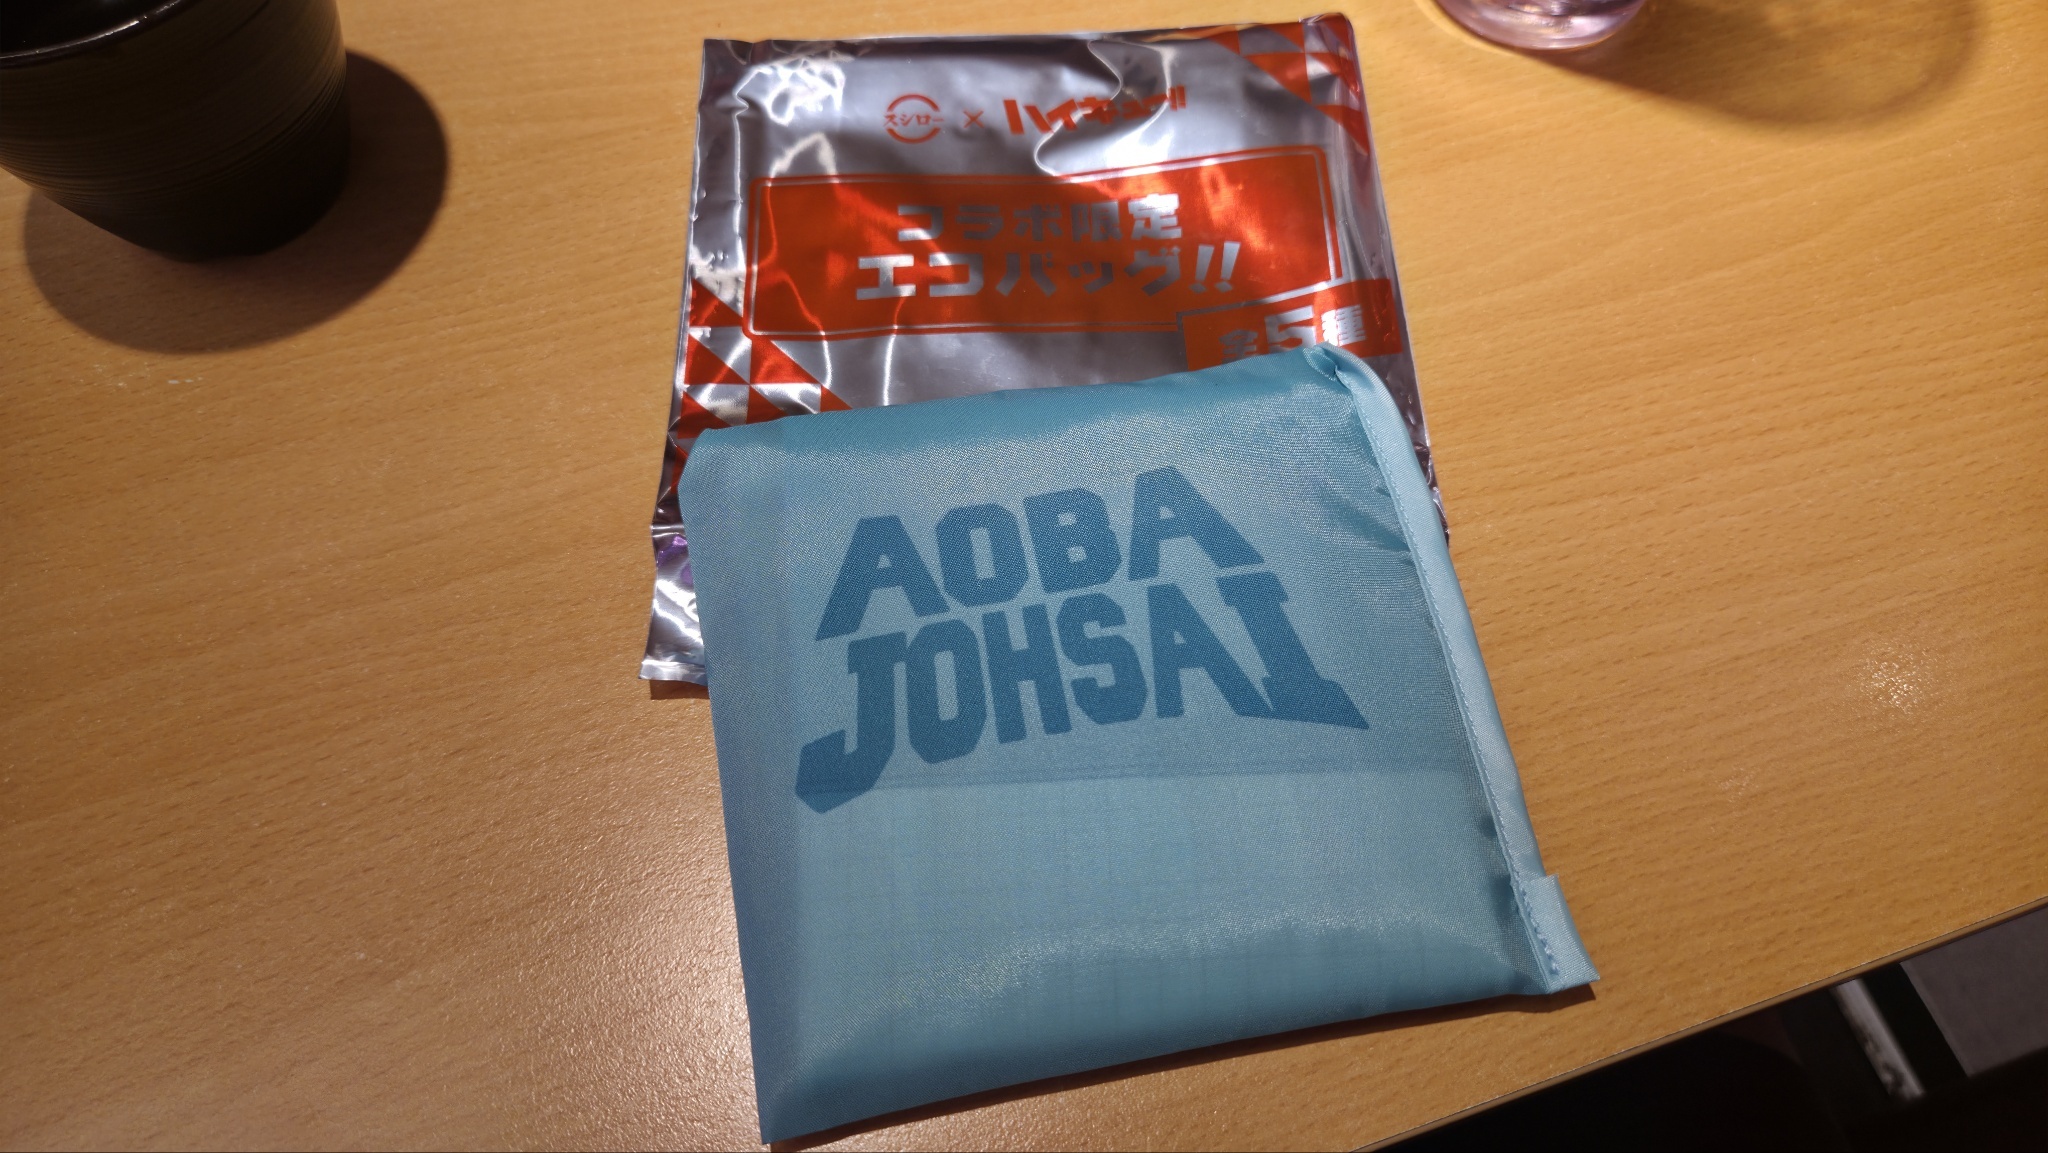 スシロー × ハイキュー!!
コラボ限定
エコバッグ!!
全5種
AOBA
JOHSAI